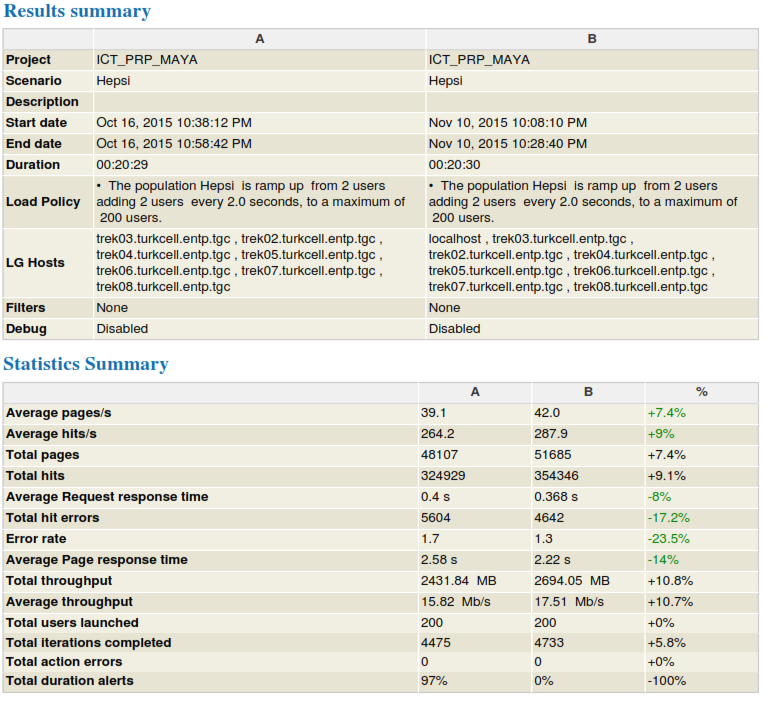 Results summary
A B
Project ICT_PRP_MAYA ICT_PRP_MAYA
Scenario Hepsi Hepsi
Description
Start date Oct 16, 2015 10:38:12 PM Nov 10, 2015 10:08:10 PM
End date Oct 16, 2015 10:58:42 PM Nov 10, 2015 10:28:40 PM
Duration 00:20:29 00:20:30
Load Policy
• The population Hepsi is ramp up from 2 users
adding 2 users every 2.0 seconds, to a maximum of
200 users.
• The population Hepsi is ramp up from 2 users
adding 2 users every 2.0 seconds, to a maximum of
200 users.
LG Hosts
trek03.turkcell.entp.tgc , trek02.turkcell.entp.tgc ,
trek04.turkcell.entp.tgc , trek05.turkcell.entp.tgc ,
trek06.turkcell.entp.tgc , trek07.turkcell.entp.tgc ,
trek08.turkcell.entp.tgc
localhost , trek03.turkcell.entp.tgc ,
trek02.turkcell.entp.tgc , trek04.turkcell.entp.tgc ,
trek05.turkcell.entp.tgc , trek06.turkcell.entp.tgc ,
trek07.turkcell.entp.tgc , trek08.turkcell.entp.tgc
Filters None None
Debug Disabled Disabled
Statistics Summary
A B %
Average pages/s 39.1 42.0 +7.4%
Average hits/s 264.2 287.9 +9%
Total pages 48107 51685 +7.4%
Total hits 324929 354346 +9.1%
Average Request response time 0.4 s 0.368 s -8%
Total hit errors 5604 4642 -17.2%
Error rate 1.7 1.3 -23.5%
Average Page response time 2.58 s 2.22 s -14%
Total throughput 2431.84 MB 2694.05 MB +10.8%
Average throughput 15.82 Mb/s 17.51 Mb/s +10.7%
Total users launched 200 200 +0%
Total iterations completed 4475 4733 +5.8%
Total action errors 0 0 +0%
Total duration alerts 97% 0% -100%